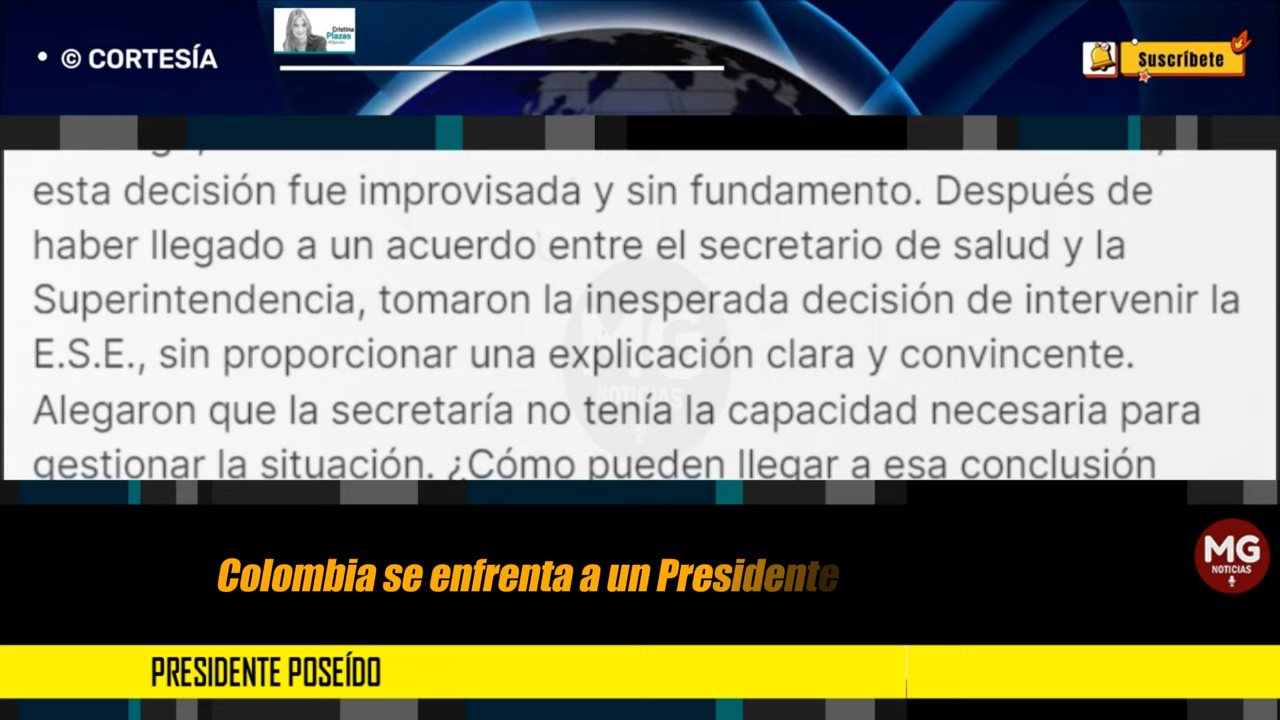 • © CORTESÍA
Cristina
Plazas
Suscríbete
esta decisión fue improvisada y sin fundamento. Después de
haber llegado a un acuerdo entre el secretario de salud y la
Superintendencia, tomaron la inesperada decisión de intervenir la
E.S.E., sin proporcionar una explicación clara y convincente.
Alegaron que la secretaría no tenía la capacidad necesaria para
gestionar la situación. ¿Cómo pueden llegar a esa conclusión
MG
NOTICIAS
Colombia se enfrenta a un Presidente
MG
NOTICIAS
PRESIDENTE POSEÍDO